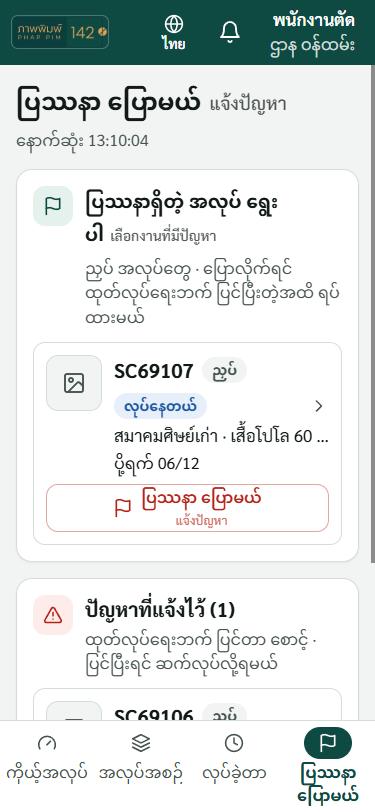 ภาพพิมพ์
PHAP PIM
142
ไทย
พนักงานตัด
ဌာန ဝန်ထမ်း
ပြဿနာ ပြောမယ် แจ้งปัญหา
နောက်ဆုံး 13:10:04
ပြဿနာရှိတဲ့ အလုပ် ရွေး
ပါ เลือกงานที่มีปัญหา
ညှပ် အလုပ်တွေ · ပြောလိုက်ရင်
ထုတ်လုပ်ရေးဘက် ပြင်ပြီးတဲ့အထိ ရပ်
ထားမယ်
SC69107 ညှပ်
လုပ်နေတယ်
สมาคมศิษย์เก่า · เสื้อโปโล 60 ...
ပို့ရက် 06/12
ပြဿနာ ပြောမယ်
แจ้งปัญหา
ปัญหาที่แจ้งไว้ (1)
ထုတ်လုပ်ရေးဘက် ပြင်တာ စောင့် ·
ပြင်ပြီးရင် ဆက်လုပ်လို့ရမယ်
SC69106 ညှပ်
ကိုယ့်အလုပ်
အလုပ်အစဉ်
လုပ်ခဲ့တာ
ပြဿနာ
ပြောမယ်